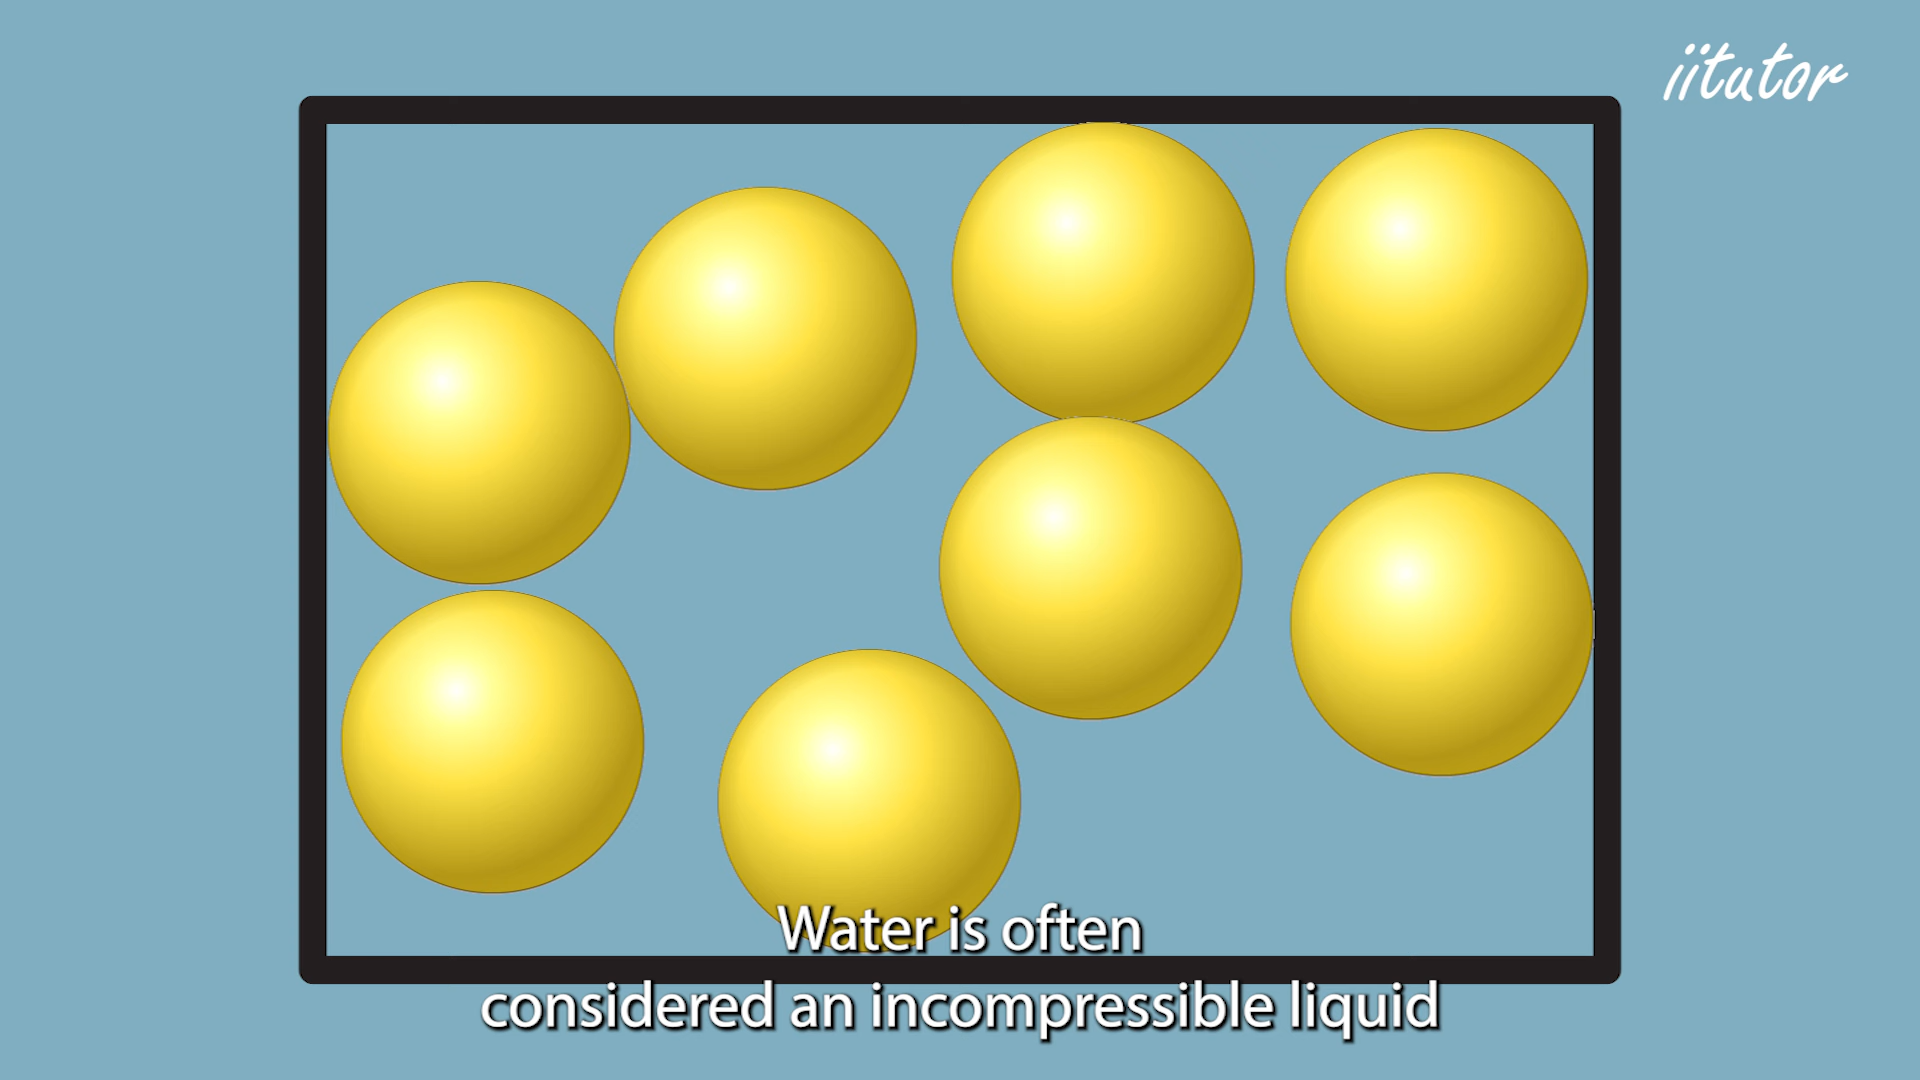 iitutor
Water is often
considered an incompressible liquid